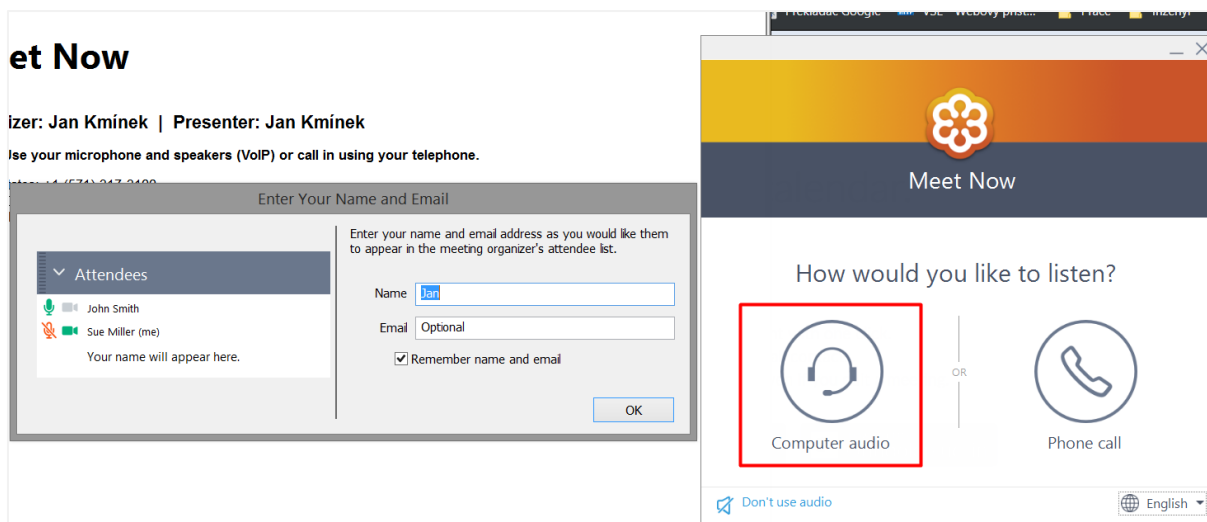 et Now
izer: Jan Kmínek | Presenter: Jan Kmínek
Use your microphone and speakers (VoIP) or call in using your telephone.
Enter Your Name and Email
Attendees
John Smith
Sue Miller (me)
Your name will appear here.
Enter your name and email address as you would like them
to appear in the meeting organizer's attendee list.
Name Jan
Email Optional
Remember name and email
OK
Meet Now
How would you like to listen?
Computer audio
OR
Phone call
Don't use audio
English